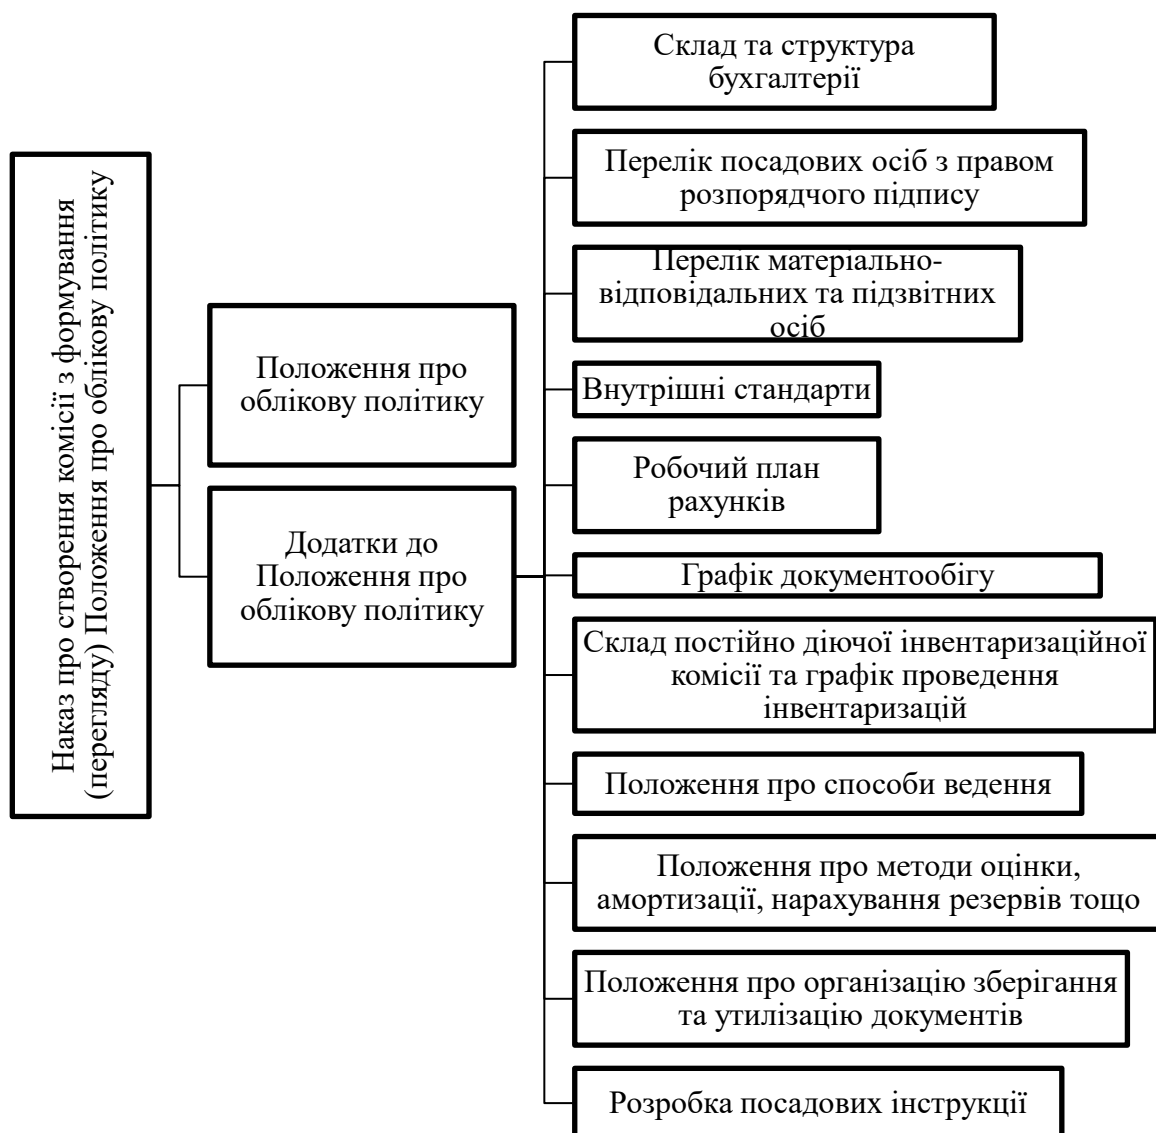 Наказ про створення комісії з формування
(перегляду) Положення про облікову політику
Положення про
облікову політику
Додатки до
Положення про
облікову політику
Склад та структура
бухгалтерії
Перелік посадових осіб з правом
розпорядчого підпису
Перелік матеріально-
відповідальних та підзвітних
осіб
Внутрішні стандарти
Робочий план
рахунків
Графік документообігу
Склад постійно діючої інвентаризаційної
комісії та графік проведення
інвентаризацій
Положення про способи ведення
Положення про методи оцінки,
амортизації, нарахування резервів тощо
Положення про організацію зберігання
та утилізацію документів
Розробка посадових інструкції